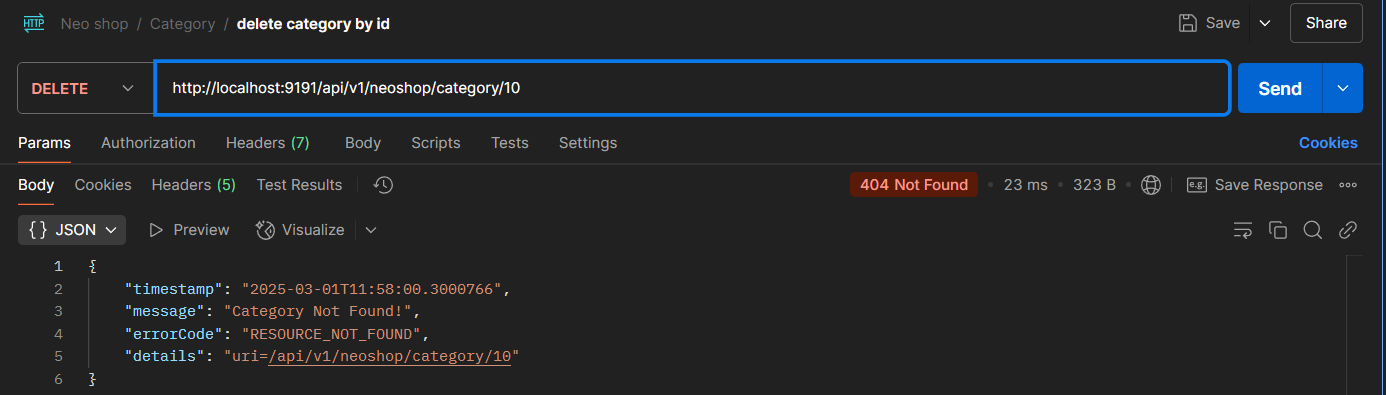 HTTP Neo shop / Category / delete category by id Save Share
DELETE http://localhost:9191/api/v1/neoshop/category/10 Send
Params Authorization Headers (7) Body Scripts Tests Settings Cookies
Body Cookies Headers (5) Test Results 404 Not Found • 23 ms • 323 B • e.g. Save Response
{} JSON Preview Visualize
1 {
2 "timestamp": "2025-03-01T11:58:00.3000766",
3 "message": "Category Not Found!",
4 "errorCode": "RESOURCE_NOT_FOUND",
5 "details": "uri=/api/v1/neoshop/category/10"
6 }